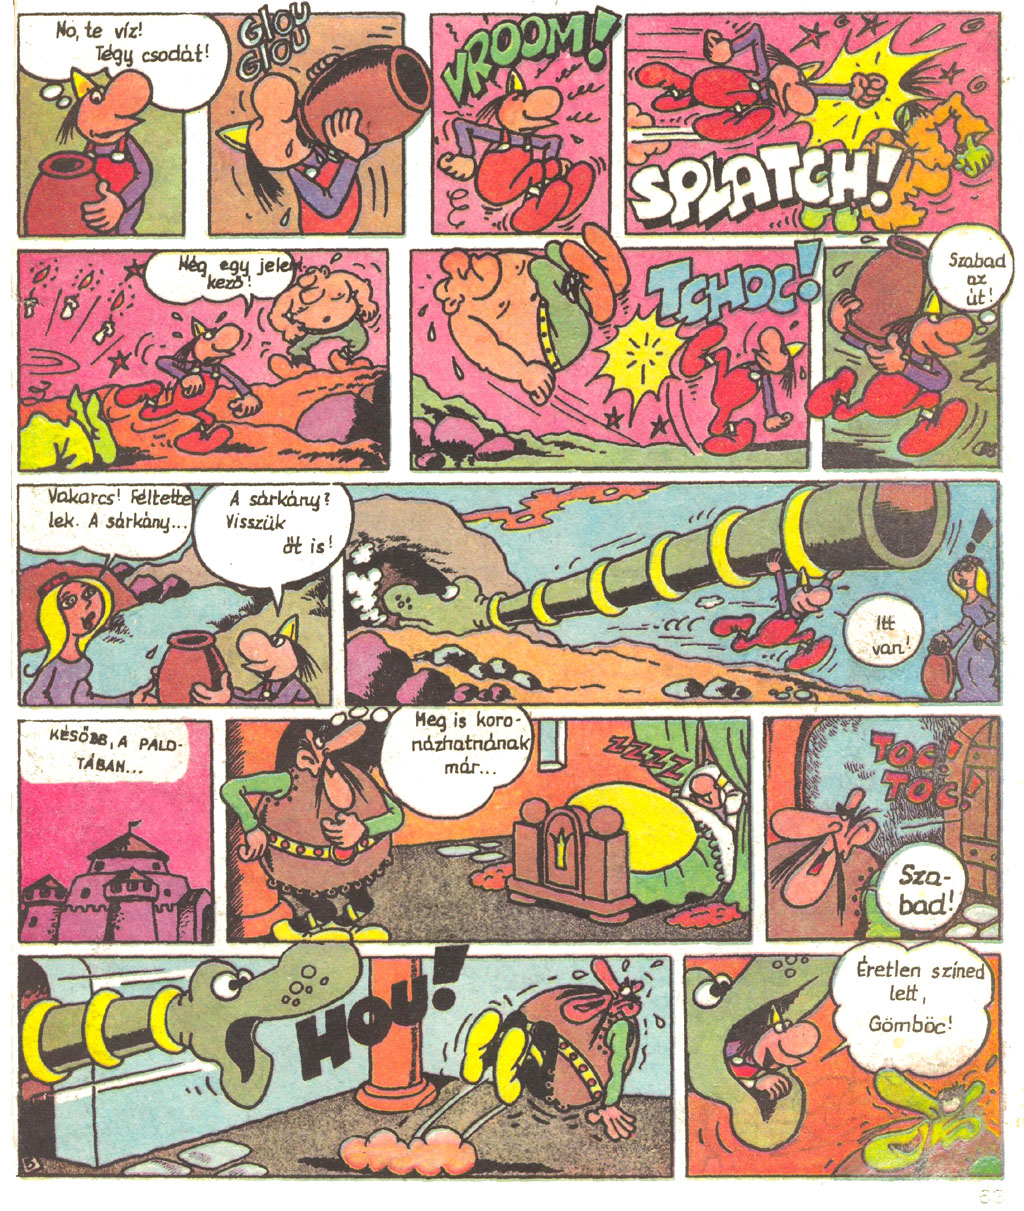 No, te víz!
Tégy csodát!
GLOU
GLOU
VROOM!
SPLATCH!
Még egy jelent-
kező!
TCHOC!
Szabad
az
út!
Vakarcs! Féltette-
lek. A sárkány...
A sárkány?
Visszük
őt is!
!
Itt
van!
KÉSŐBB, A PALO-
TÁBAN...
Meg is koro-
názhatnának
már...
ZZZZ
TOC!
TOC!
Sza-
bad!
HOU!
Éretlen színed
lett,
Gömböc!
63